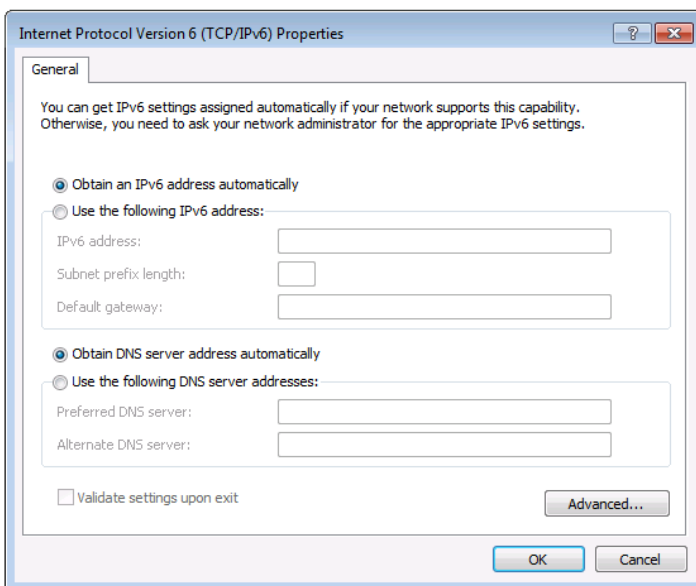 Internet Protocol Version 6 (TCP/IPv6) Properties
General
You can get IPv6 settings assigned automatically if your network supports this capability.
Otherwise, you need to ask your network administrator for the appropriate IPv6 settings.
Obtain an IPv6 address automatically
Use the following IPv6 address:
IPv6 address:
Subnet prefix length:
Default gateway:
Obtain DNS server address automatically
Use the following DNS server addresses:
Preferred DNS server:
Alternate DNS server:
Validate settings upon exit
Advanced...
OK Cancel